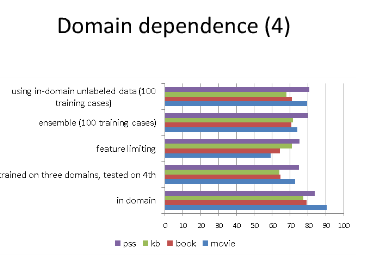 Domain dependence (4)
using in-domain unlabeled data (100
training cases)
ensemble (100 training cases)
feature limiting
trained on three domains, tested on 4th
in domain
0 10 20 30 40 50 60 70 80 90 100
pss kb book movie